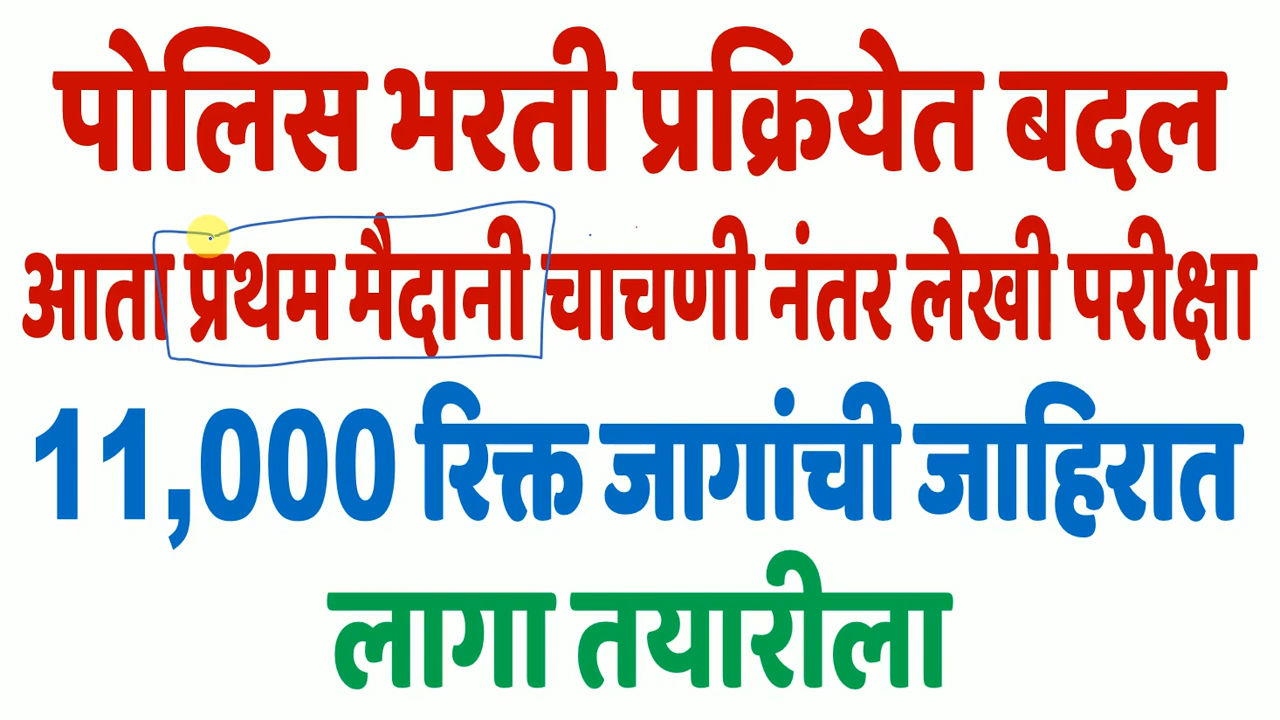 पोलिस भरती प्रक्रियेत बदल
आता प्रथम मैदानी चाचणी नंतर लेखी परीक्षा
11,000 रिक्त जागांची जाहिरात
लागा तयारीला